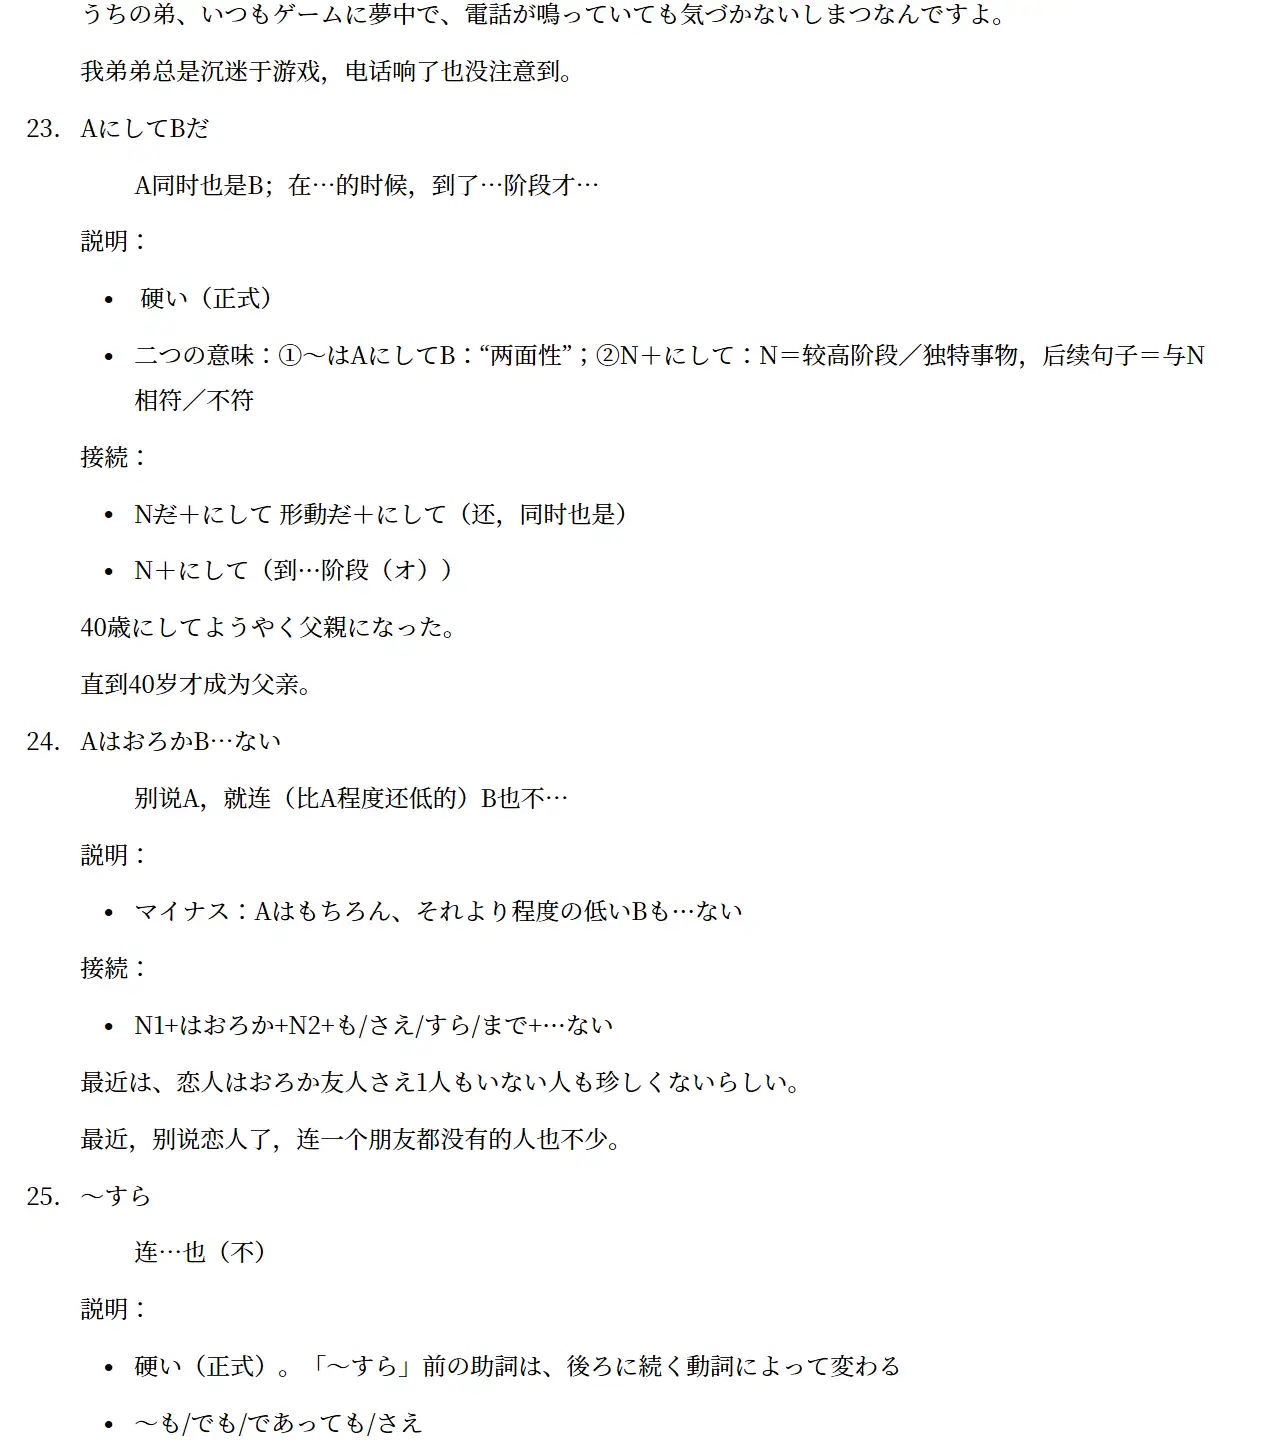 うちの弟、いつもゲームに夢中で、電話が鳴っていても気づかないしまつなんですよ。
我弟弟总是沉迷于游戏，电话响了也没注意到。
23. AにしてBだ
A同时也是B；在…的时候，到了…阶段才…
説明：
• 硬い（正式）
• 二つの意味：①～はAにしてB：“两面性”；②N＋にして：N＝较高阶段／独特事物，后续句子＝与N
相符／不符
接続：
• Nだ＋にして 形動だ＋にして（还，同时也是）
• N＋にして（到…阶段（オ））
40歳にしてようやく父親になった。
直到40岁才成为父亲。
24. AはおろかB…ない
别说A，就连（比A程度还低的）B也不…
説明：
• マイナス：Aはもちろん、それより程度の低いBも…ない
接続：
• N1+はおろか+N2+も/さえ/すら/まで+…ない
最近は、恋人はおろか友人さえ1人もいない人も珍しくないらしい。
最近，别说恋人了，连一个朋友都没有的人也不少。
25. ～すら
连…也（不）
説明：
• 硬い（正式）。「～すら」前の助詞は、後ろに続く動詞によって変わる
• ～も/でも/であっても/さえ